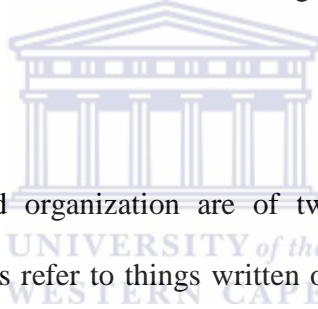 d organization are of tw
UNIVERSITY of the
s refer to things written o
WESTERN CAPE